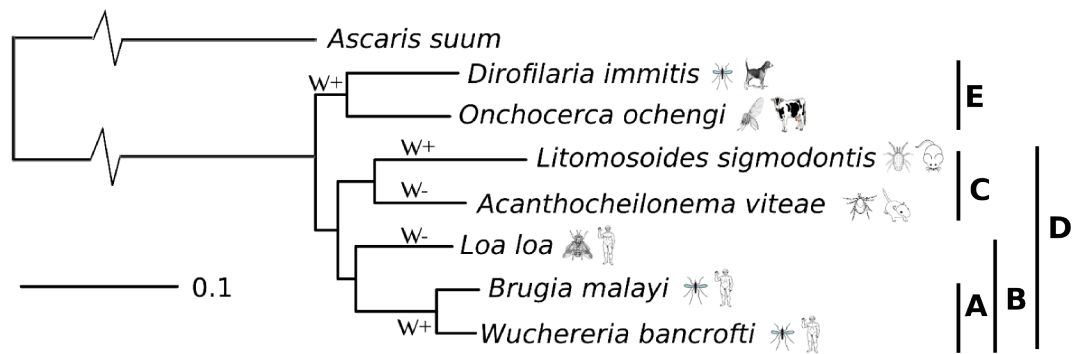 Ascaris suum
W+
Dirofilaria immitis
E
Onchocerca ochengi
W+
Litomosoides sigmodontis
C
W-
Acanthocheilonema viteae
D
W-
Loa loa
0.1
Brugia malayi
A
B
W+
Wuchereria bancrofti